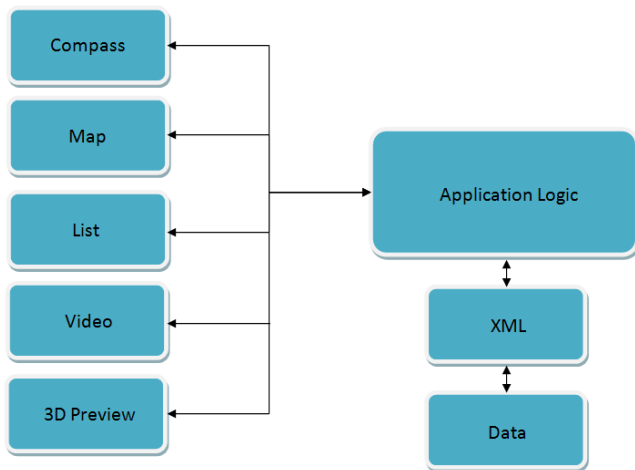 Compass
Map
List
Video
3D Preview
Application Logic
XML
Data